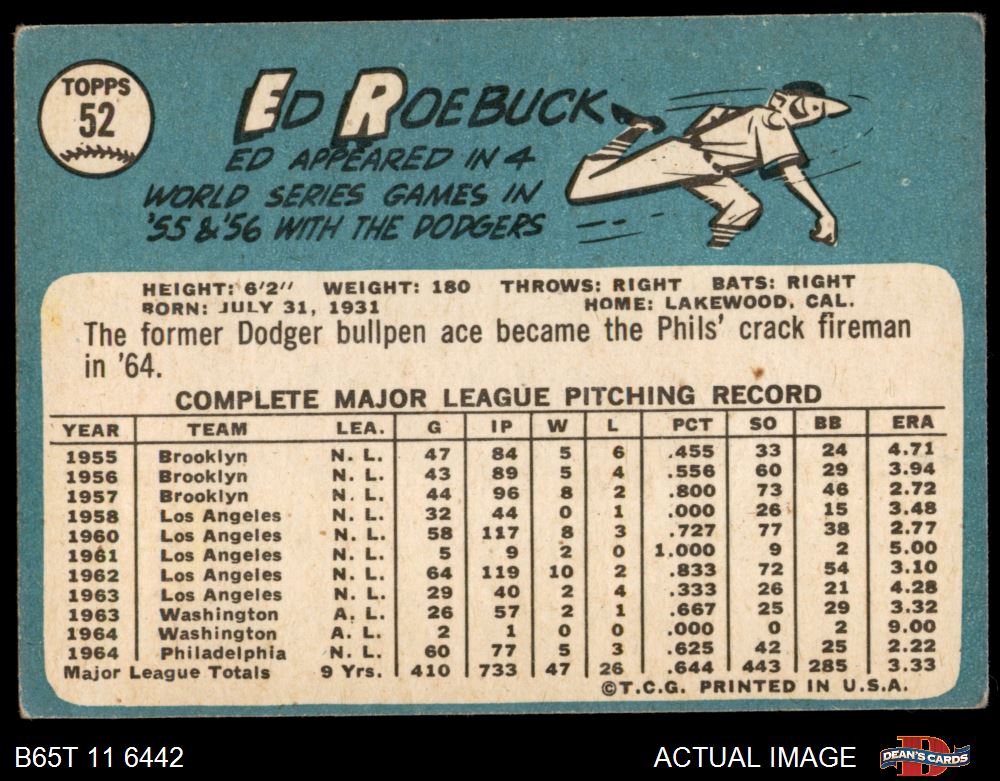 TOPPS
52
ED ROEBUCK
ED APPEARED IN 4
WORLD SERIES GAMES IN
'55 & '56 WITH THE DODGERS
HEIGHT: 6'2" WEIGHT: 180 THROWS: RIGHT BATS: RIGHT
BORN: JULY 31, 1931 HOME: LAKEWOOD, CAL.
The former Dodger bullpen ace became the Phils' crack fireman
in '64.
COMPLETE MAJOR LEAGUE PITCHING RECORD
YEAR TEAM LEA. G IP W L PCT SO BB ERA
1955 Brooklyn N. L. 47 84 5 6 .455 33 24 4.71
1956 Brooklyn N. L. 43 89 5 4 .556 60 29 3.94
1957 Brooklyn N. L. 44 96 8 2 .800 73 46 2.72
1958 Los Angeles N. L. 32 44 0 1 .000 26 15 3.48
1960 Los Angeles N. L. 58 117 8 3 .727 77 38 2.77
1961 Los Angeles N. L. 5 9 2 0 1.000 9 2 5.00
1962 Los Angeles N. L. 64 119 10 2 .833 72 54 3.10
1963 Los Angeles N. L. 29 40 2 4 .333 26 21 4.28
1963 Washington A. L. 26 57 2 1 .667 25 29 3.32
1964 Washington A. L. 2 1 0 0 .000 0 2 9.00
1964 Philadelphia N. L. 60 77 5 3 .625 42 25 2.22
Major League Totals 9 Yrs. 410 733 47 26 .644 443 285 3.33
©T.C.G. PRINTED IN U.S.A.
B65T 11 6442 ACTUAL IMAGE DEAN'S CARDS